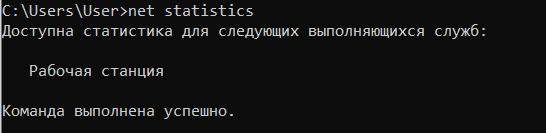 C:\Users\User>net statistics
Доступна статистика для следующих выполняющихся служб:
Рабочая станция
Команда выполнена успешно.